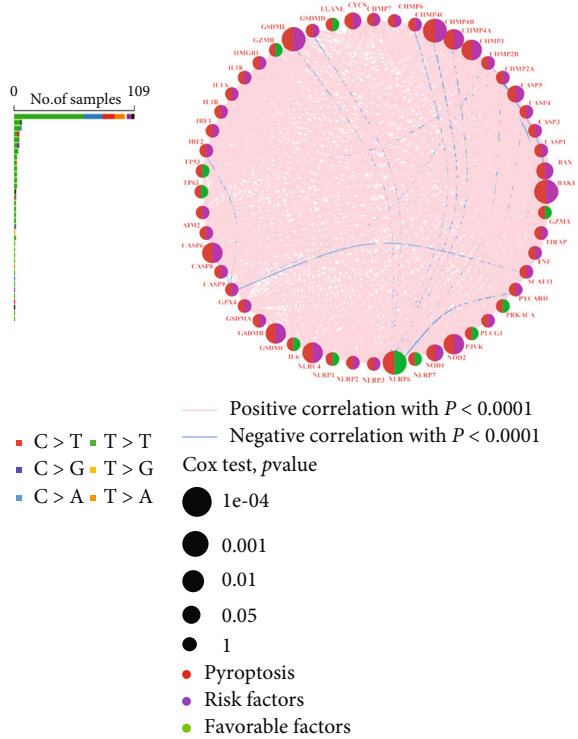 0 109
No.of samples
C > T T > T
C > G T > G
C > A T > A
CYCS
CHMP7
CHMP6
CHMP4C
CHMP4B
CHMP4A
CHMP3
CHMP2B
CHMP2A
CASP5
CASP4
CASP3
CASP1
BAX
BAK1
GZMA
TIRAP
TNF
SCAF11
PYCARD
PRKACA
PLCG1
PJVK
NOD2
NOD1
NLRP7
NLRP6
NLRP3
NLRP2
NLRP1
NLRC4
IL6
GSDMC
GSDMB
GSDMA
GPX4
CASP9
CASP8
CASP6
AIM2
TP63
TP53
IRF2
IRF1
IL1B
IL1A
IL18
HMGB1
GZMB
GSDME
GSDMD
ELANE
Positive correlation with P < 0.0001
Negative correlation with P < 0.0001
Cox test, pvalue
1e-04
0.001
0.01
0.05
1
Pyroptosis
Risk factors
Favorable factors